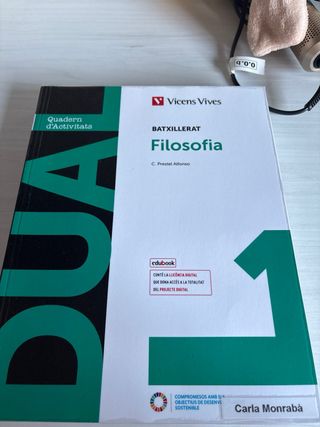 DUAL
Quadern
d'Activitats
Vicens Vives
BATXILLERAT
Filosofia
C. Prestel Alfonso
edubook
CONTÉ LA LLICÈNCIA DIGITAL
QUE DONA ACCÉS A LA TOTALITAT
DEL PROJECTE DIGITAL
1
COMPROMESOS AMB ELS
OBJECTIUS DE DESENVO
SOSTENIBLE
Carla Monrabà